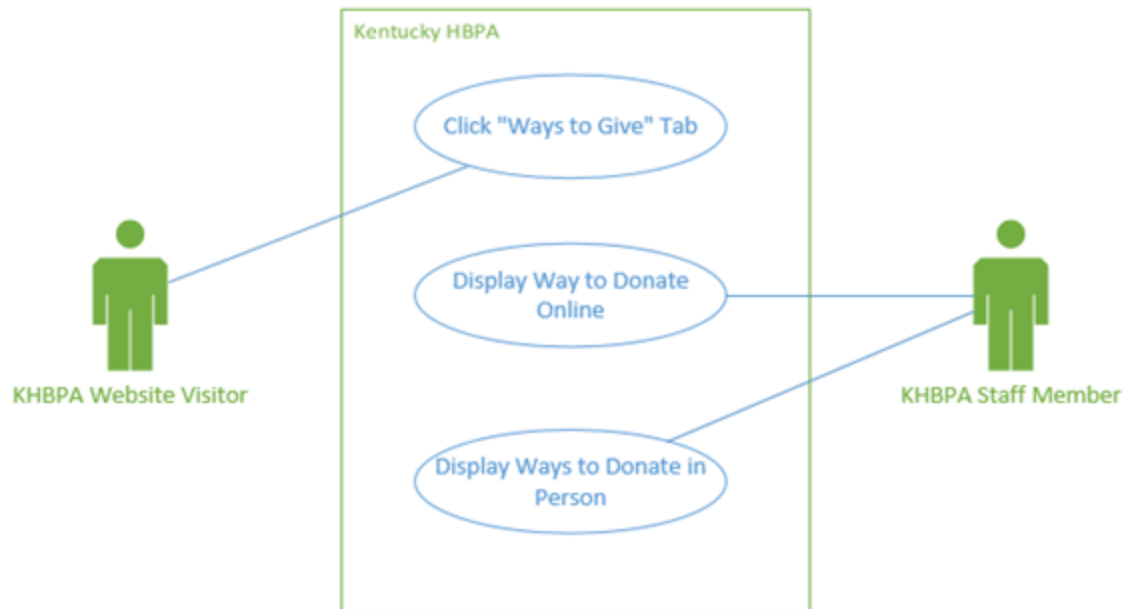 Kentucky HBPA
Click "Ways to Give" Tab
Display Way to Donate
Online
KHBPA Website Visitor
KHBPA Staff Member
Display Ways to Donate in
Person